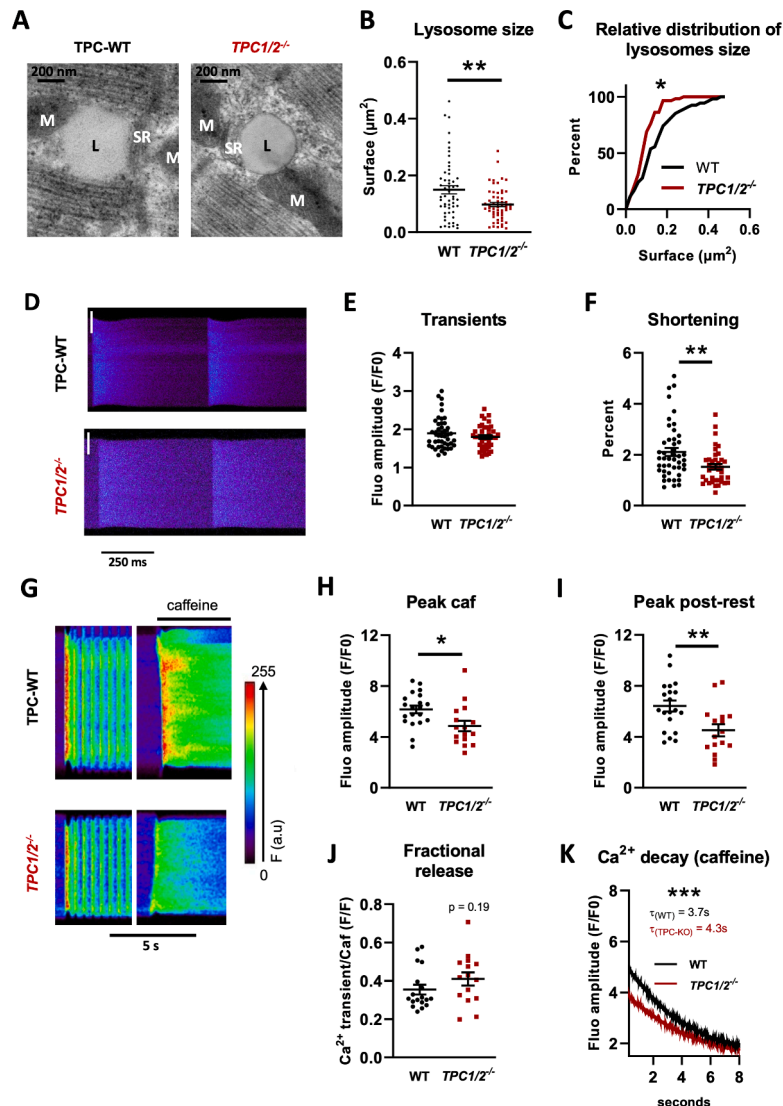 A
TPC-WT
TPC1/2-/-
200 nm
M
L
SR
M
200 nm
M
SR
L
M
B
Lysosome size
**
Surface (µm²)
0.6
0.4
0.2
0.0
WT TPC1/2-/-
C
Relative distribution of
lysosomes size
*
Percent
100
50
0
WT
TPC1/2-/-
0.0 0.2 0.4 0.6
Surface (µm²)
D
TPC-WT
TPC1/2-/-
250 ms
E
Transients
Fluo amplitude (F/F0)
4
3
2
1
0
WT TPC1/2-/-
F
Shortening
**
Percent
6
4
2
0
WT TPC1/2-/-
G
caffeine
TPC-WT
TPC1/2-/-
255
F (a.u)
0
5 s
H
Peak caf
*
Fluo amplitude (F/F0)
12
8
4
0
WT TPC1/2-/-
I
Peak post-rest
**
Fluo amplitude (F/F0)
12
8
4
0
WT TPC1/2-/-
J
Fractional
release
p = 0.19
Ca²⁺ transient/Caf (F/F)
0.8
0.6
0.4
0.2
0.0
WT TPC1/2-/-
K
Ca²⁺ decay (caffeine)
***
τ(WT) = 3.7s
τ(TPC-KO) = 4.3s
WT
TPC1/2-/-
Fluo amplitude (F/F0)
8
6
4
2
2 4 6 8
seconds